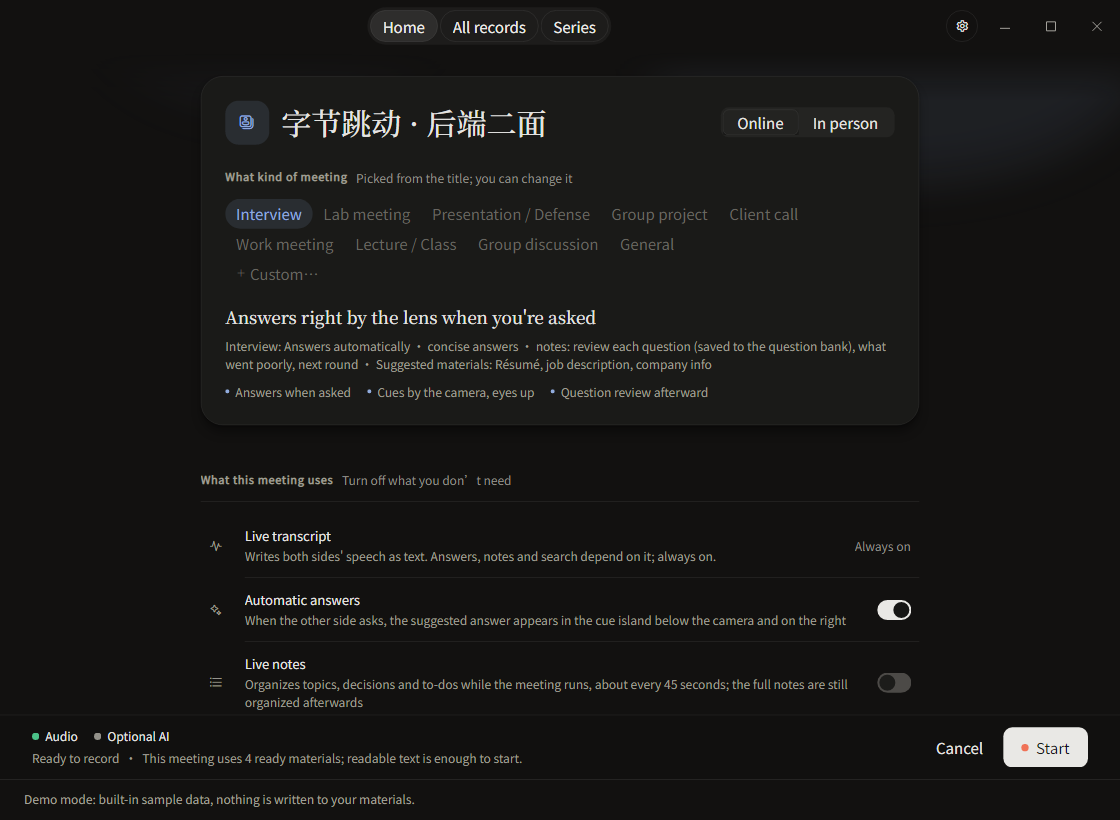 Home All records Series
字节跳动 · 后端二面 Online In person
What kind of meeting Picked from the title; you can change it
Interview Lab meeting Presentation / Defense Group project Client call
Work meeting Lecture / Class Group discussion General
+ Custom···
Answers right by the lens when you're asked
Interview: Answers automatically • concise answers • notes: review each question (saved to the question bank), what
went poorly, next round • Suggested materials: Résumé, job description, company info
• Answers when asked • Cues by the camera, eyes up • Question review afterward
What this meeting uses Turn off what you don’t need
Live transcript
Writes both sides’ speech as text. Answers, notes and search depend on it; always on.
Always on
Automatic answers
When the other side asks, the suggested answer appears in the cue island below the camera and on the right
Live notes
Organizes topics, decisions and to-dos while the meeting runs, about every 45 seconds; the full notes are still
organized afterwards
Audio Optional AI
Ready to record • This meeting uses 4 ready materials; readable text is enough to start.
Cancel Start
Demo mode: built-in sample data, nothing is written to your materials.